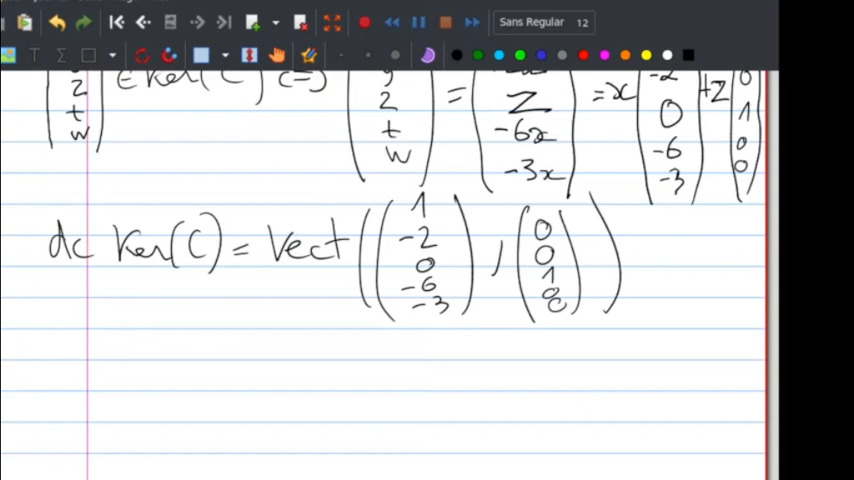 Sans Regular 12
(z t w) ∈ Ker(C) <=> (y z t w) = (z -6x -3x) = x (-2 0 -6 -3) + z (0 1 0 0)
dc Ker(C) = Vect ( (1 -2 0 -6 -3) , (0 0 1 0 0) )